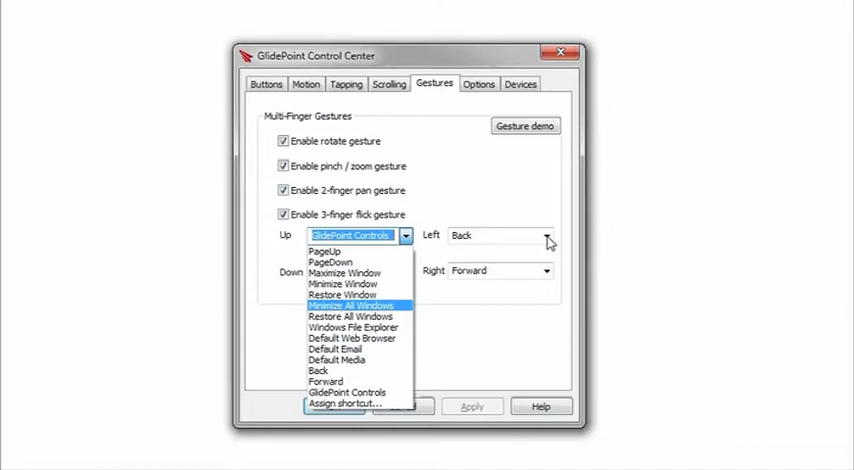 GlidePoint Control Center
Buttons Motion Tapping Scrolling Gestures Options Devices
Multi-Finger Gestures
Gesture demo
Enable rotate gesture
Enable pinch / zoom gesture
Enable 2-finger pan gesture
Enable 3-finger flick gesture
Up GlidePoint Controls Left Back
Down Right Forward
PageUp
PageDown
Maximize Window
Minimize Window
Restore Window
Minimize All Windows
Restore All Windows
Windows File Explorer
Default Web Browser
Default Email
Default Media
Back
Forward
GlidePoint Controls
Assign shortcut...
Apply Help